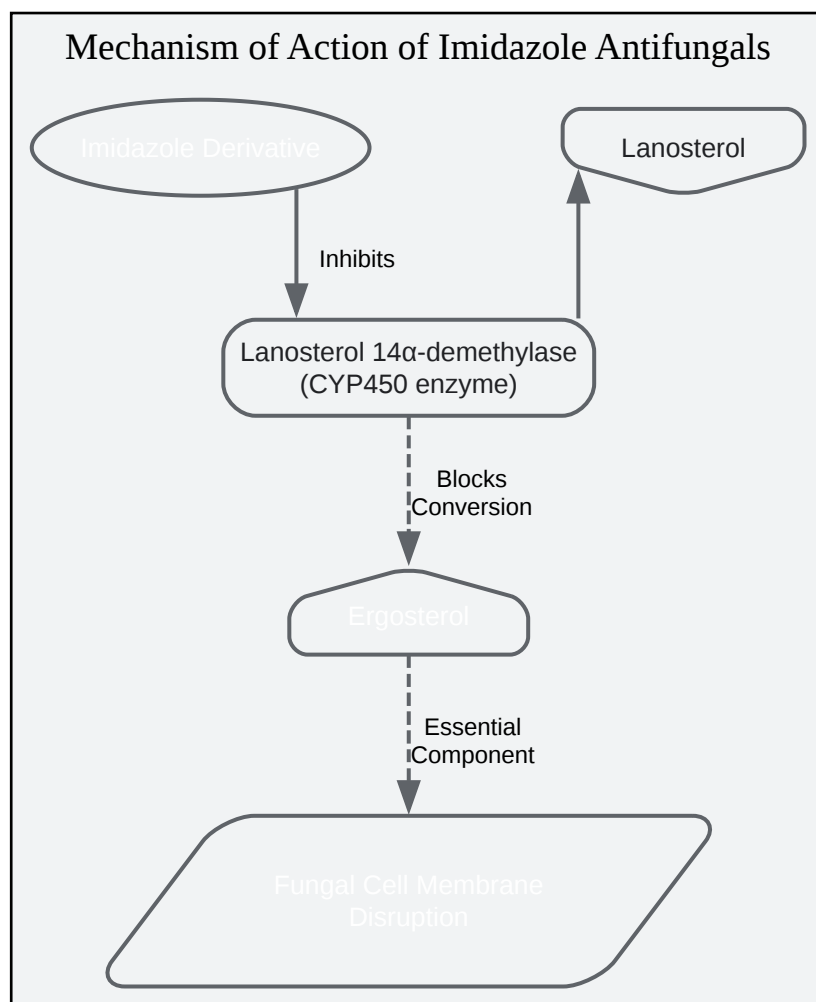 Mechanism of Action of Imidazole Antifungals
Imidazole Derivative
Lanosterol
Inhibits
Lanosterol 14α-demethylase
(CYP450 enzyme)
Blocks
Conversion
Ergosterol
Essential
Component
Fungal Cell Membrane
Disruption